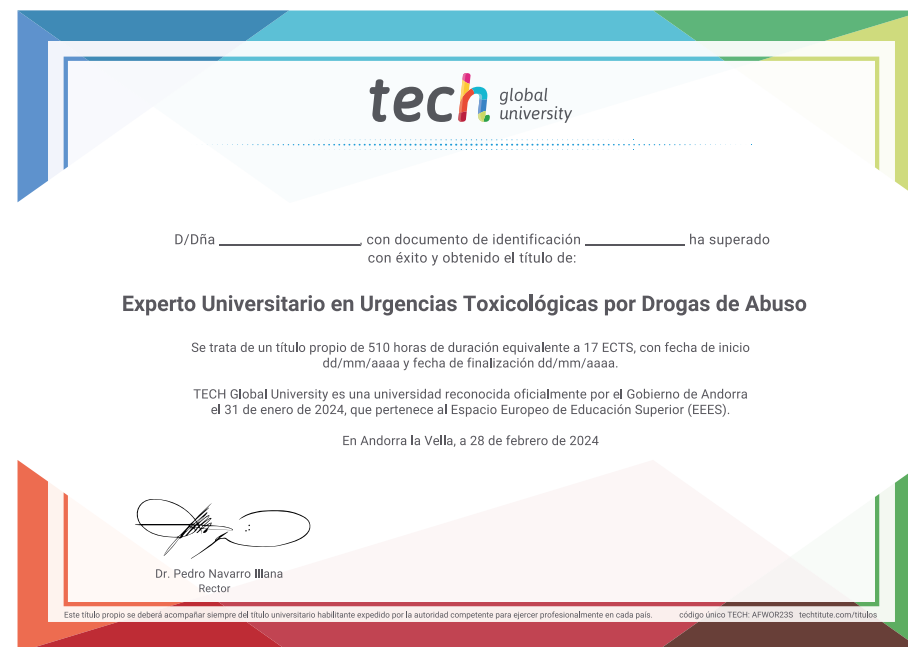 tech global university
D/Dña ________________, con documento de identificación ____________ ha superado
con éxito y obtenido el título de:
Experto Universitario en Urgencias Toxicológicas por Drogas de Abuso
Se trata de un título propio de 510 horas de duración equivalente a 17 ECTS, con fecha de inicio
dd/mm/aaaa y fecha de finalización dd/mm/aaaa.
TECH Global University es una universidad reconocida oficialmente por el Gobierno de Andorra
el 31 de enero de 2024, que pertenece al Espacio Europeo de Educación Superior (EEES).
En Andorra la Vella, a 28 de febrero de 2024
Dr. Pedro Navarro Illana
Rector
Este título propio se deberá acompañar siempre del título universitario habilitante expedido por la autoridad competente para ejercer profesionalmente en cada país. código único TECH: AFWOR23S techtitute.com/títulos